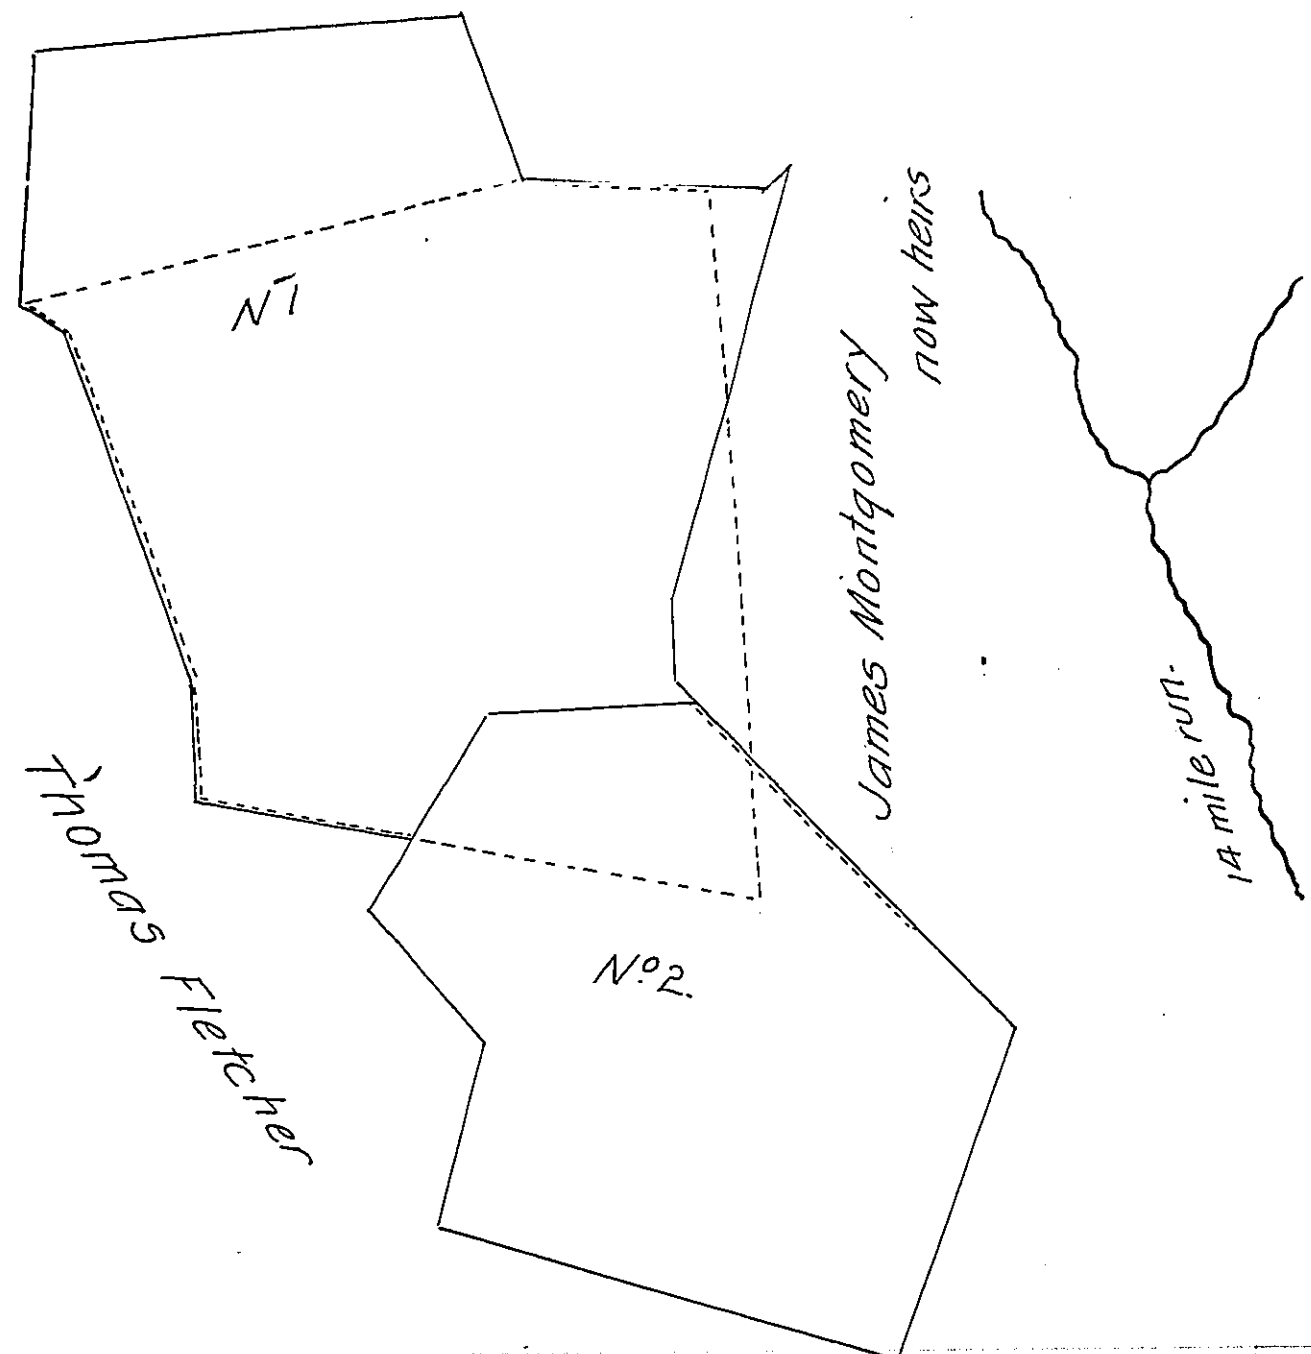 N1
James Montgomery
now heirs
14 mile run.
Thomas Fletcher
Nº2.